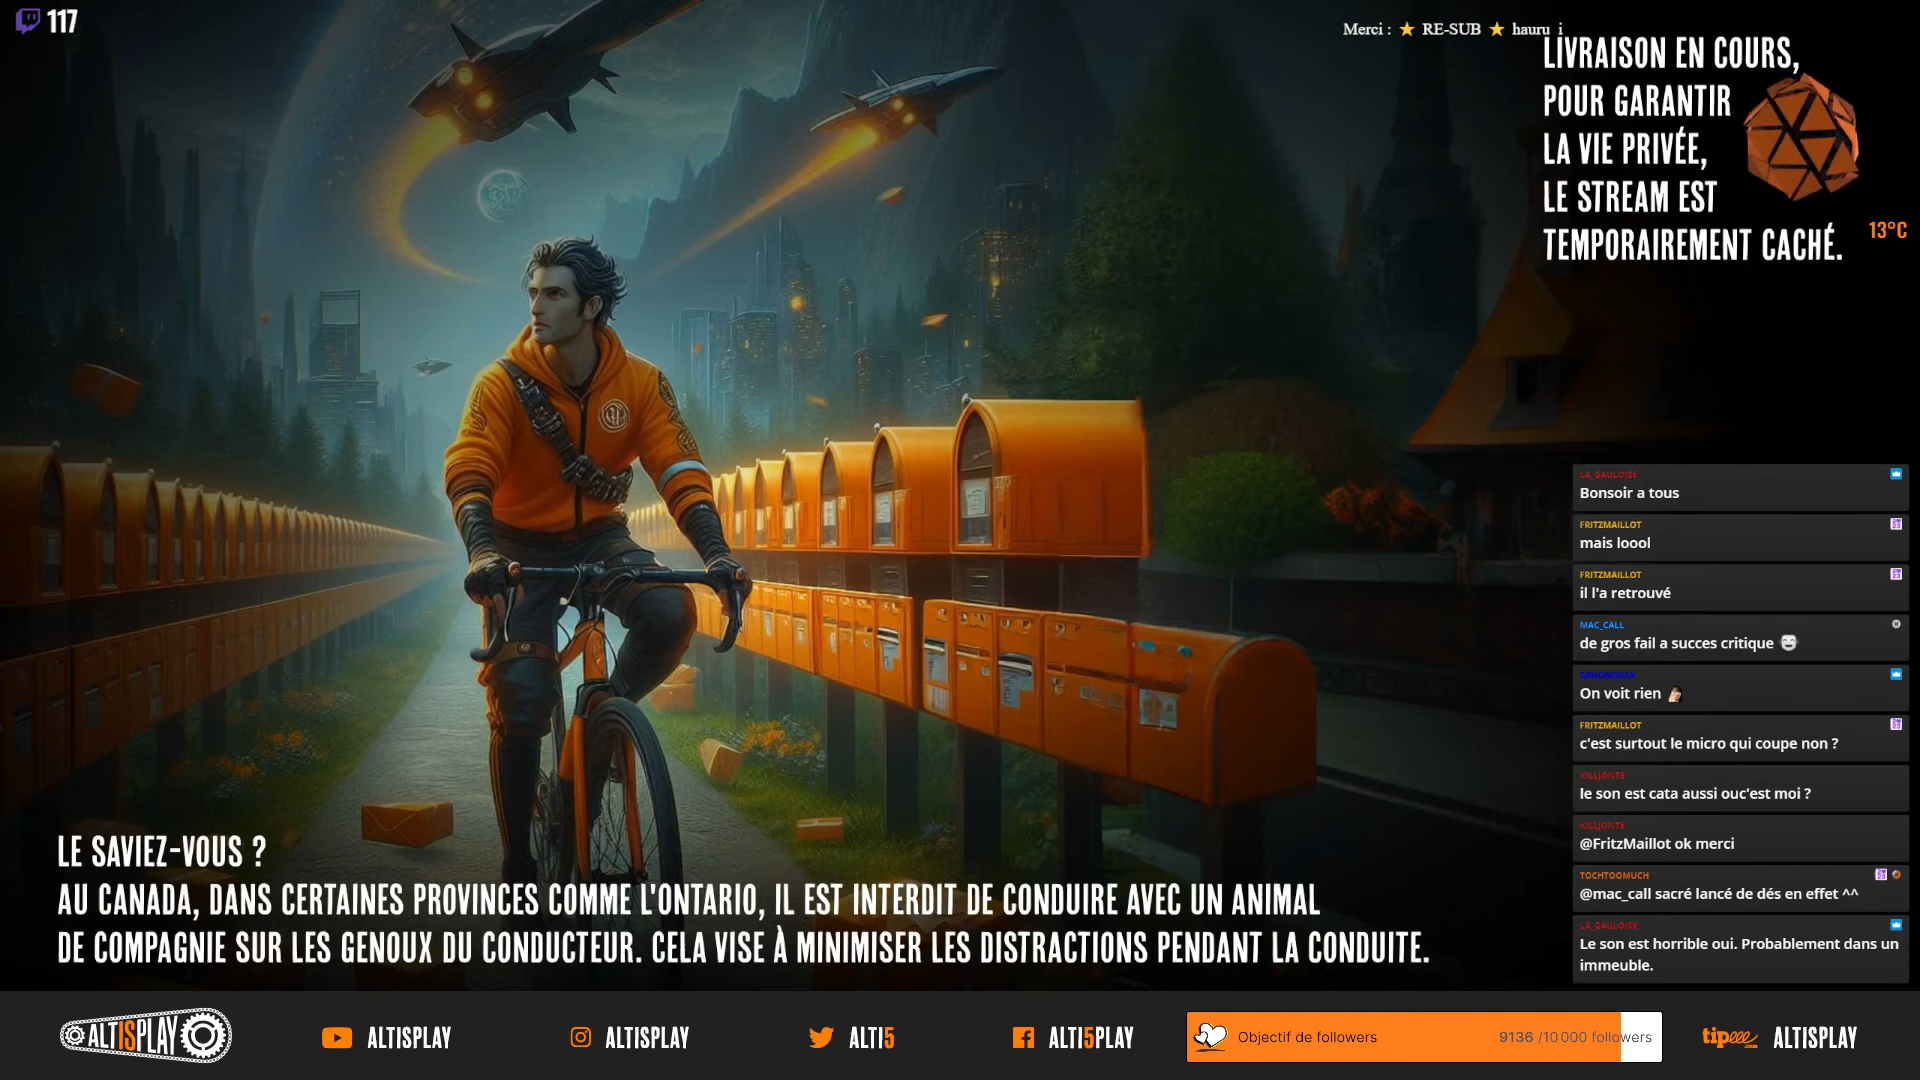 117
Merci : ⭐ RE-SUB ⭐ hauru i
LIVRAISON EN COURS,
POUR GARANTIR
LA VIE PRIVÉE,
LE STREAM EST
TEMPORAIREMENT CACHÉ.
13°C
LA_GAULOISE
Bonsoir a tous
FRITZMAILLOT
mais loool
FRITZMAILLOT
il l'a retrouvé
MAC_CALL
de gros fail a succes critique
On voit rien
FRITZMAILLOT
c'est surtout le micro qui coupe non ?
KILLJONTE
le son est cata aussi ouc'est moi ?
KILLJONTE
@FritzMaillot ok merci
TOCHTOOMUCH
@mac_call sacré lancé de dés en effet ^^
LA_GAULOISE
Le son est horrible oui. Probablement dans un
immeuble.
LE SAVIEZ-VOUS ?
AU CANADA, DANS CERTAINES PROVINCES COMME L'ONTARIO, IL EST INTERDIT DE CONDUIRE AVEC UN ANIMAL
DE COMPAGNIE SUR LES GENOUX DU CONDUCTEUR. CELA VISE À MINIMISER LES DISTRACTIONS PENDANT LA CONDUITE.
ALTISPLAY
ALTISPLAY
ALTISPLAY
ALTI5
ALTI5PLAY
Objectif de followers
9136 /10 000 followers
tipeee.com
ALTISPLAY